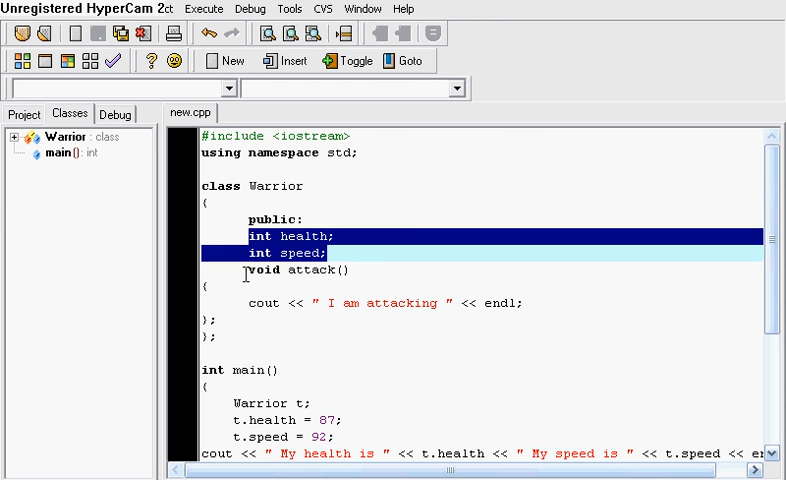 Unregistered HyperCam 2ct Execute Debug Tools CVS Window Help
New Insert Toggle Goto
Project Classes Debug new.cpp
Warrior : class
main() : int
#include <iostream>
using namespace std;
class Warrior
{
public:
int health;
int speed;
void attack()
{
cout << " I am attacking " << endl;
};
};
int main()
{
Warrior t;
t.health = 87;
t.speed = 92;
cout << " My health is " << t.health << " My speed is " << t.speed << e